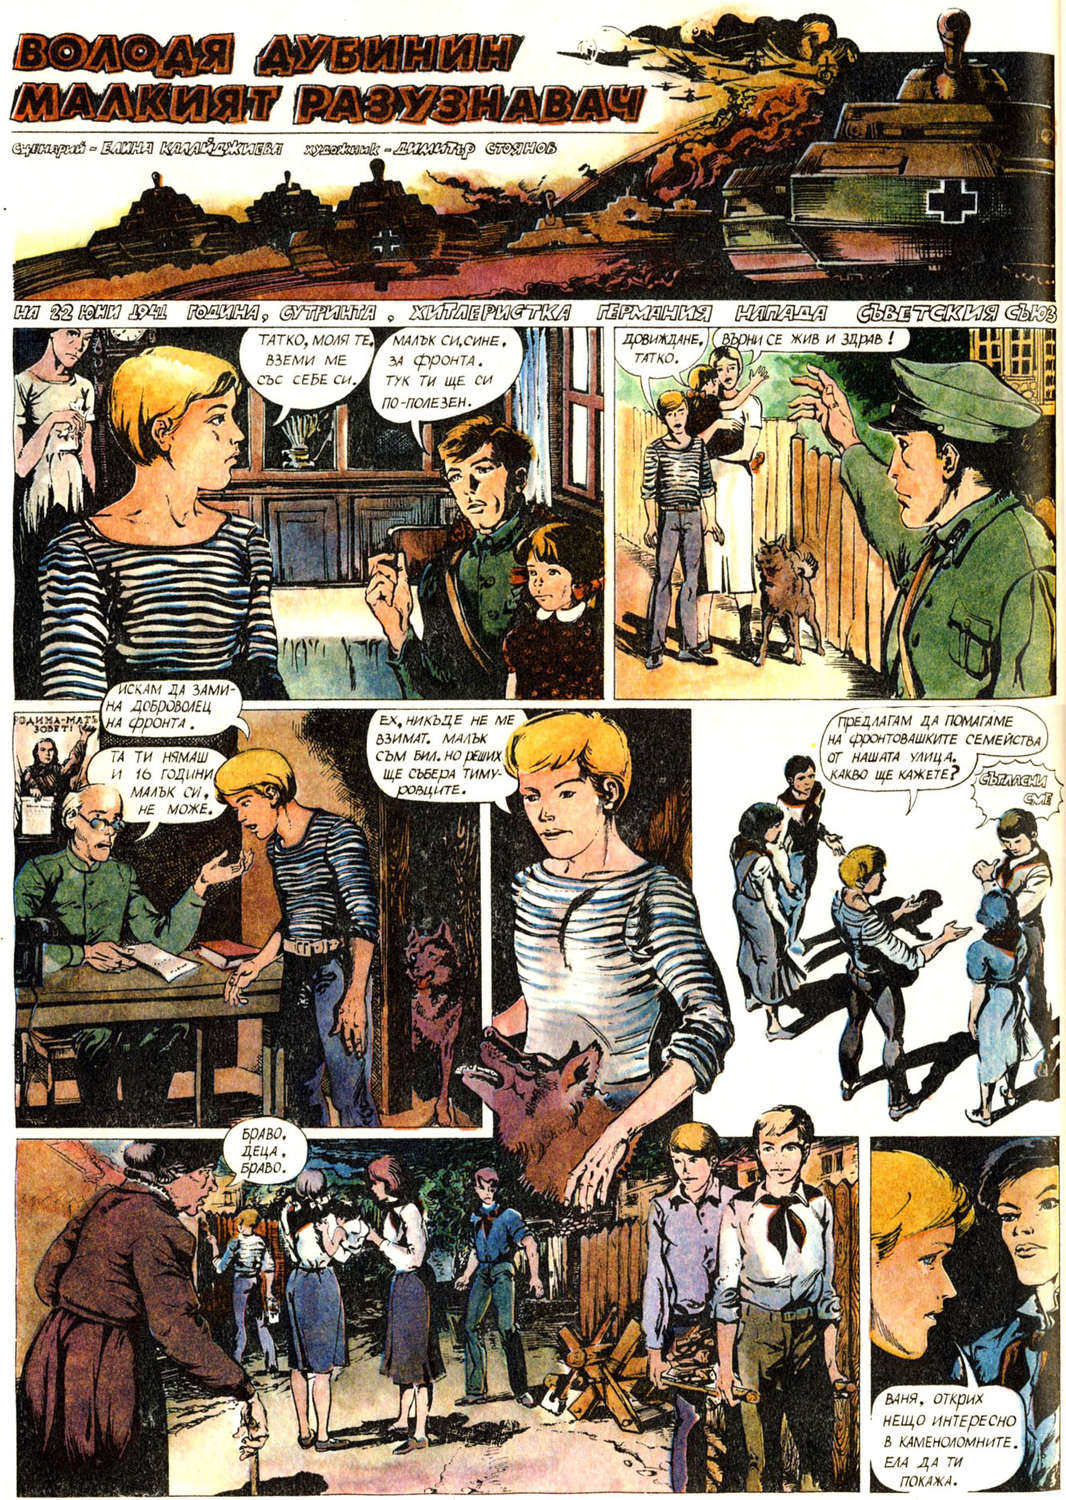 ВОЛОДЯ ДУБИНИН
МАЛКИЯТ РАЗУЗНАВАЧ
сценарий - ЕЛИНА КАЛАЙДЖИЕВА художник - ДИМИТЪР СТОЯНОВ
НА 22 ЮНИ 1941 ГОДИНА, СУТРИНТА, ХИТЛЕРИСТКА ГЕРМАНИЯ НАПАДА СЪВЕТСКИЯ СЪЮЗ
ТАТКО, МОЛЯ ТЕ,
ВЗЕМИ МЕ
СЪС СЕБЕ СИ.
МАЛЪК СИ, СИНЕ,
ЗА ФРОНТА.
ТУК ТИ ЩЕ СИ
ПО-ПОЛЕЗЕН.
ДОВИЖДАНЕ,
ТАТКО.
ВЪРНИ СЕ ЖИВ И ЗДРАВ!
ИСКАМ ДА ЗАМИ-
НА ДОБРОВОЛЕЦ
НА ФРОНТА.
РОДИНА-МАТЬ
ЗОВЕТ!
ТА ТИ НЯМАШ
И 16 ГОДИНИ
МАЛЪК СИ,
НЕ МОЖЕ.
ЕХ, НИКЪДЕ НЕ МЕ
ВЗИМАТ. МАЛЪК
СЪМ БИЛ. НО РЕШИХ
ЩЕ СЪБЕРА ТИМУ-
РОВЦИТЕ.
ПРЕДЛАГАМ ДА ПОМАГАМЕ
НА ФРОНТОВАШКИТЕ СЕМЕЙСТВА
ОТ НАШАТА УЛИЦА.
КАКВО ЩЕ КАЖЕТЕ?
СЪГЛАСНИ
СМЕ
БРАВО,
ДЕЦА,
БРАВО.
ВАНЯ, ОТКРИХ
НЕЩО ИНТЕРЕСНО
В КАМЕНОЛОМНИТЕ.
ЕЛА ДА ТИ
ПОКАЖА.